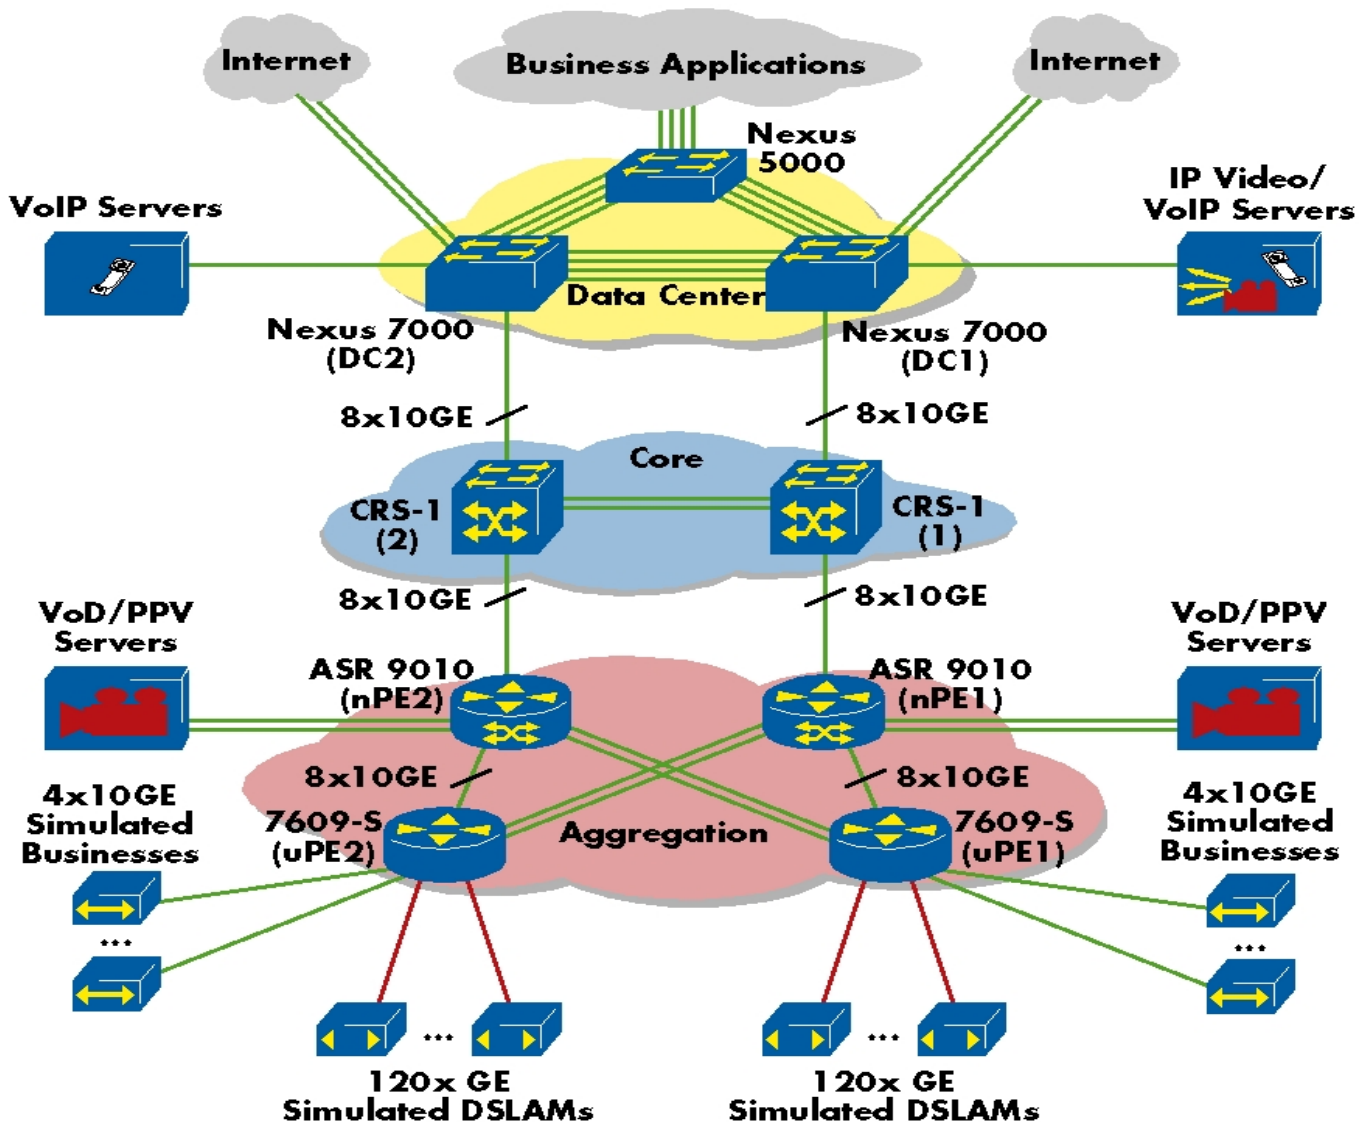 Internet
Business Applications
Internet
Nexus
5000
VoIP Servers
IP Video/
VoIP Servers
Data Center
Nexus 7000
(DC2)
Nexus 7000
(DC1)
8x10GE
8x10GE
Core
CRS-1
(2)
CRS-1
(1)
8x10GE
8x10GE
VoD/PPV
Servers
VoD/PPV
Servers
ASR 9010
(nPE2)
ASR 9010
(nPE1)
8x10GE
8x10GE
4x10GE
Simulated
Businesses
4x10GE
Simulated
Businesses
7609-S
(uPE2)
Aggregation
7609-S
(uPE1)
...
...
...
...
120x GE
Simulated DSLAMs
120x GE
Simulated DSLAMs